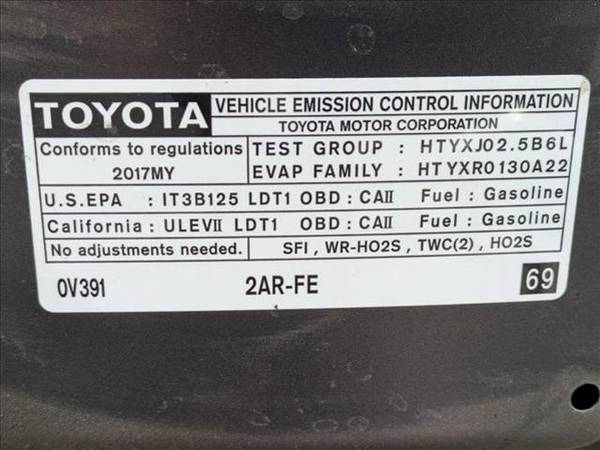 TOYOTA VEHICLE EMISSION CONTROL INFORMATION
TOYOTA MOTOR CORPORATION
Conforms to regulations TEST GROUP : HTYXJ02.5B6L
2017MY EVAP FAMILY : HTYXR0130A22
U.S.EPA : IT3B125 LDT1 OBD : CAII Fuel : Gasoline
California : ULEVII LDT1 OBD : CAII Fuel : Gasoline
No adjustments needed. SFI , WR-HO2S , TWC(2) , HO2S
0V391 2AR-FE 69